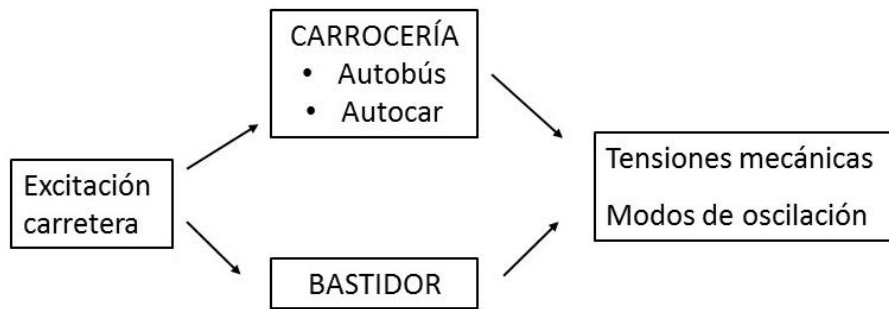 CARROCERÍA
• Autobús
• Autocar
Excitación
carretera
Tensiones mecánicas
Modos de oscilación
BASTIDOR